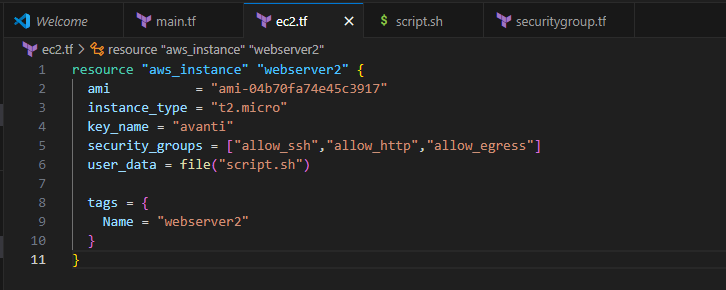 Welcome main.tf ec2.tf × $ script.sh securitygroup.tf
ec2.tf > resource "aws_instance" "webserver2"
1 resource "aws_instance" "webserver2" {
2 ami = "ami-04b70fa74e45c3917"
3 instance_type = "t2.micro"
4 key_name = "avanti"
5 security_groups = ["allow_ssh","allow_http","allow_egress"]
6 user_data = file("script.sh")
7
8 tags = {
9 Name = "webserver2"
10 }
11 }